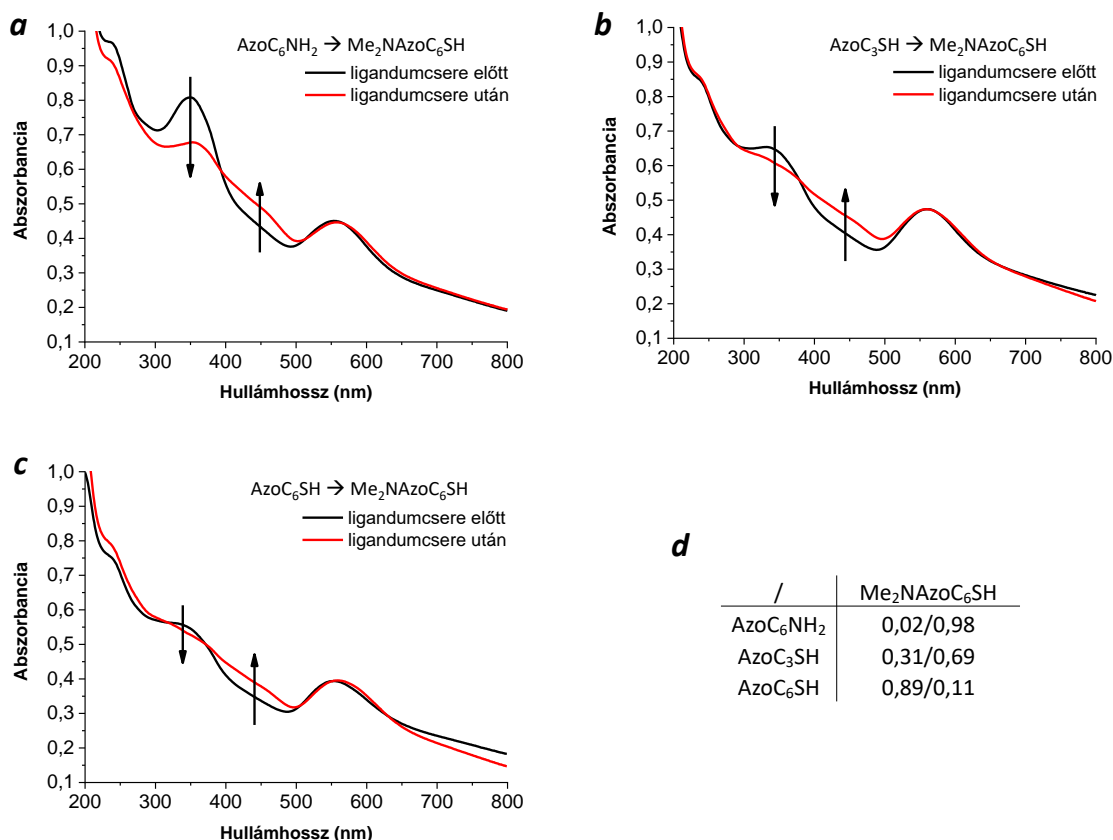 a
AzoC₆NH₂ → Me₂NAzoC₆SH
ligandumcsere előtt
ligandumcsere után
Abszorbancia
1,0
0,9
0,8
0,7
0,6
0,5
0,4
0,3
0,2
0,1
200 300 400 500 600 700 800
Hullámhossz (nm)
b
AzoC₃SH → Me₂NAzoC₆SH
ligandumcsere előtt
ligandumcsere után
Abszorbancia
1,0
0,9
0,8
0,7
0,6
0,5
0,4
0,3
0,2
0,1
200 300 400 500 600 700 800
Hullámhossz (nm)
c
AzoC₆SH → Me₂NAzoC₆SH
ligandumcsere előtt
ligandumcsere után
Abszorbancia
1,0
0,9
0,8
0,7
0,6
0,5
0,4
0,3
0,2
0,1
200 300 400 500 600 700 800
Hullámhossz (nm)
d
/ Me₂NAzoC₆SH
AzoC₆NH₂ 0,02/0,98
AzoC₃SH 0,31/0,69
AzoC₆SH 0,89/0,11